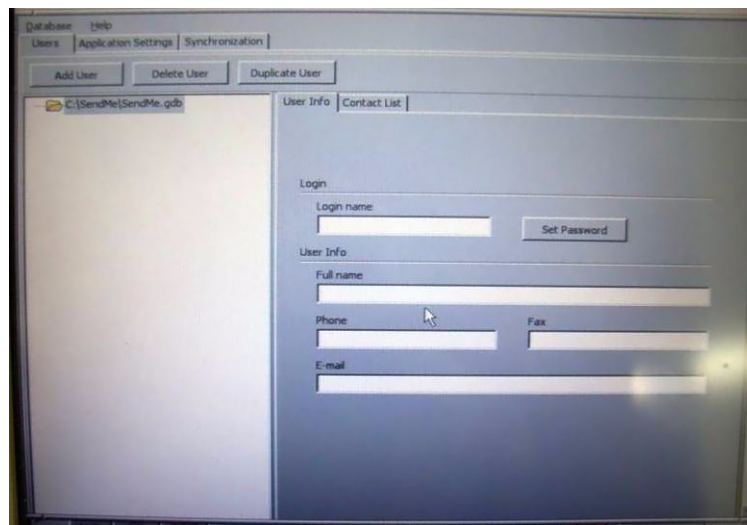 Database Help
Users Application Settings Synchronization
Add User Delete User Duplicate User
C:\SendMe\SendMe.gdb
User Info Contact List
Login
Login name
Set Password
User Info
Full name
Phone Fax
E-mail